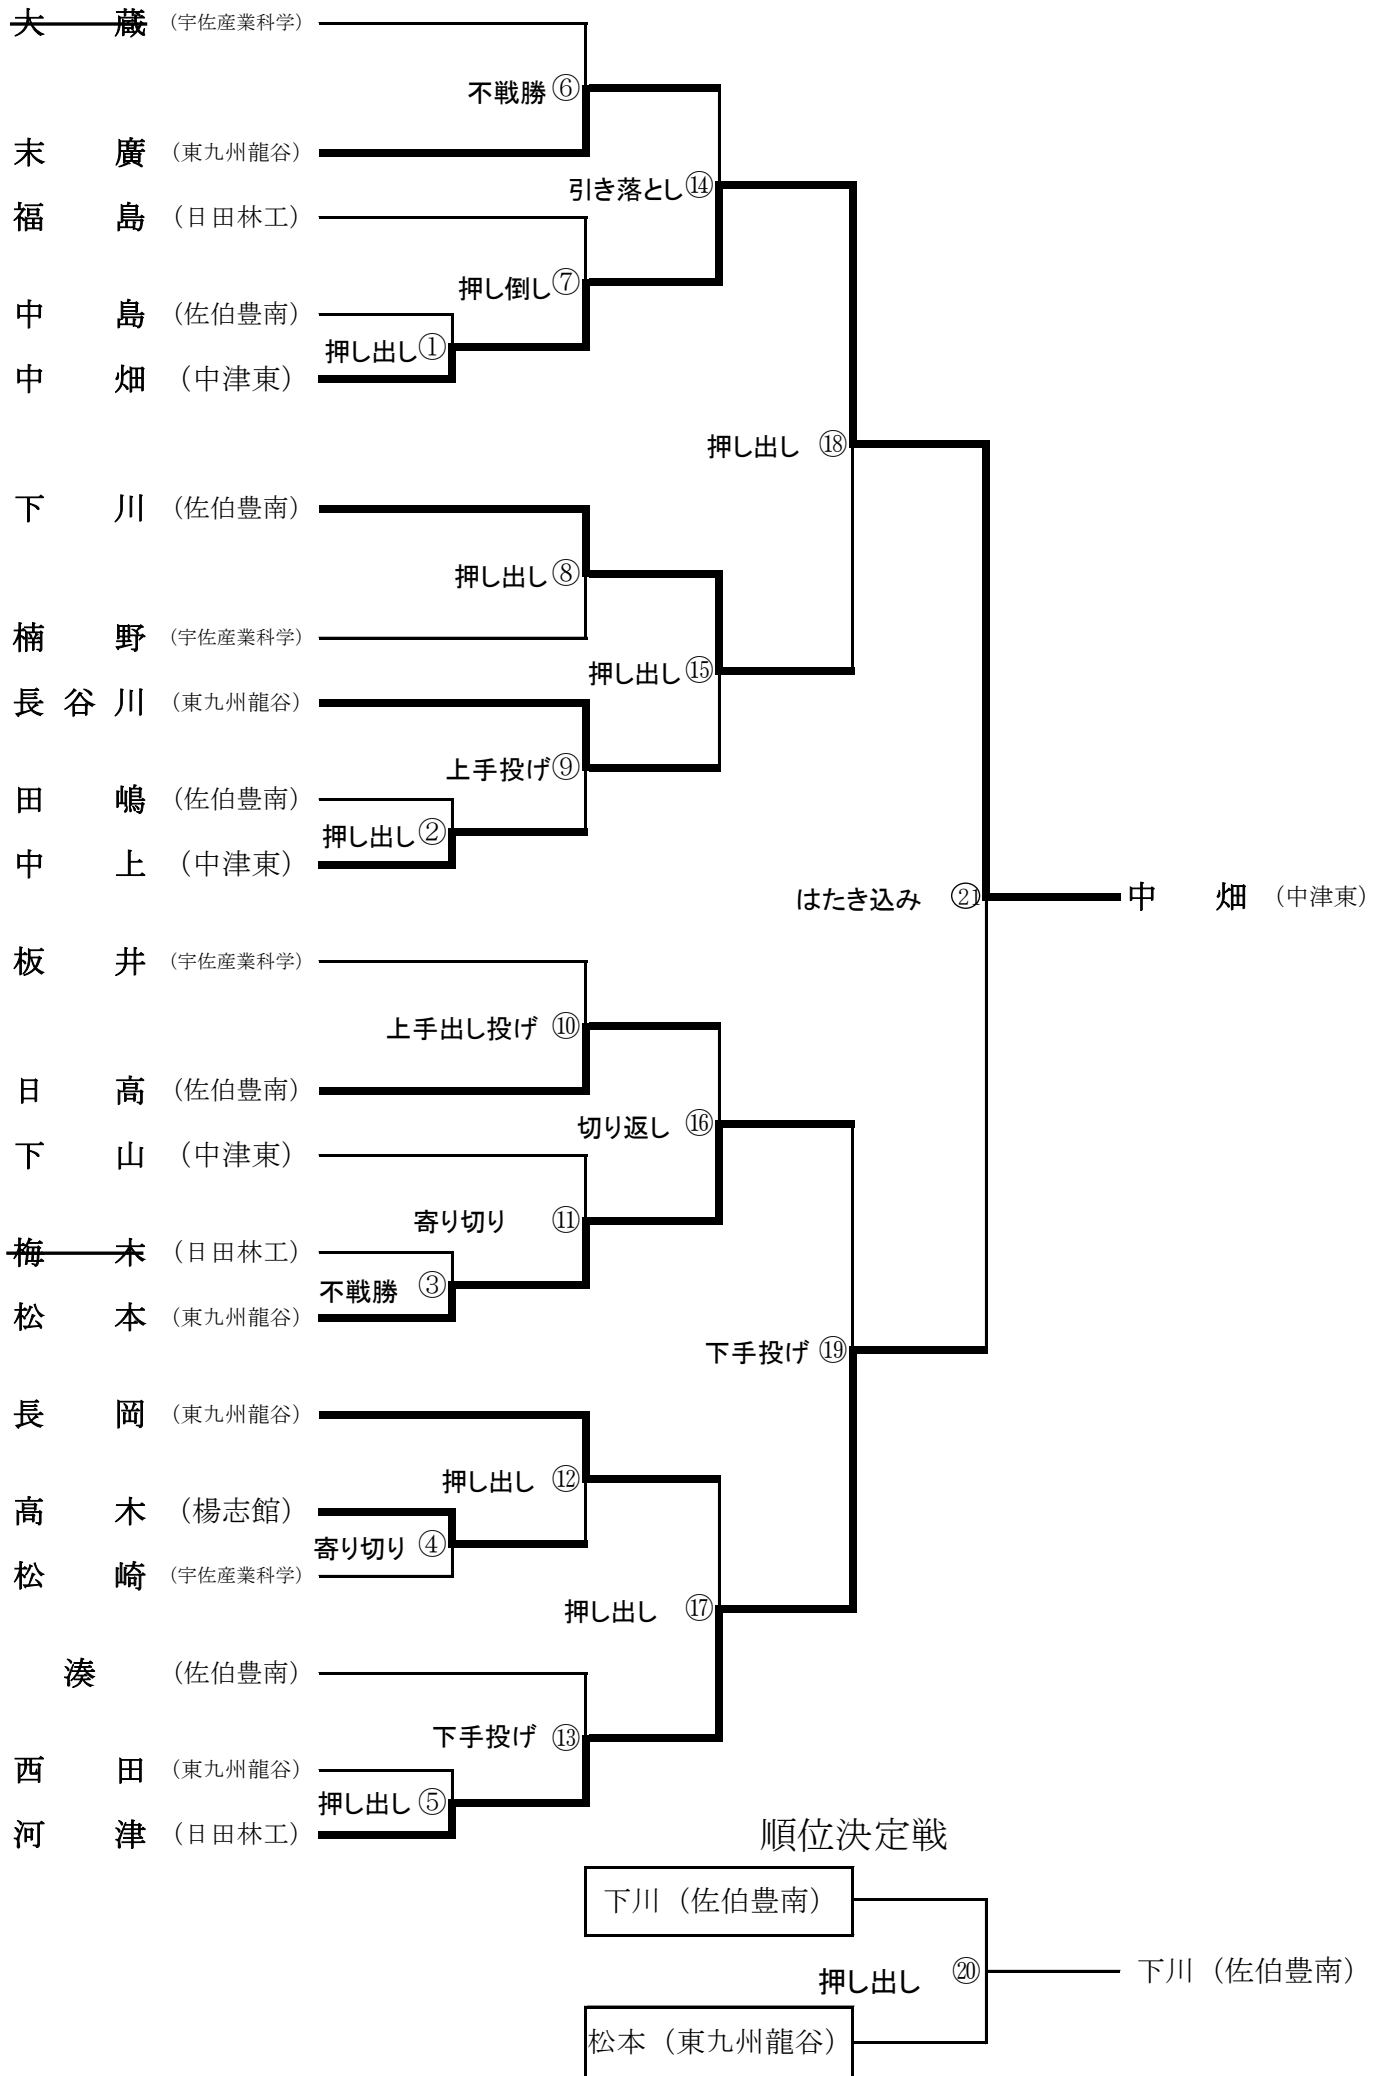 大 蔵 （宇佐産業科学）
不戦勝 ⑥
末 廣 （東九州龍谷）
引き落とし ⑭
福 島 （日田林工）
押し倒し ⑦
中 島 （佐伯豊南）
押し出し ①
中 畑 （中津東）
押し出し ⑱
下 川 （佐伯豊南）
押し出し ⑧
楠 野 （宇佐産業科学）
押し出し ⑮
長 谷 川 （東九州龍谷）
上手投げ ⑨
田 嶋 （佐伯豊南）
押し出し ②
中 上 （中津東）
はたき込み ㉑ 中 畑 （中津東）
板 井 （宇佐産業科学）
上手出し投げ ⑩
日 高 （佐伯豊南）
切り返し ⑯
下 山 （中津東）
寄り切り ⑪
梅 木 （日田林工）
不戦勝 ③
松 本 （東九州龍谷）
下手投げ ⑲
長 岡 （東九州龍谷）
押し出し ⑫
高 木 （楊志館）
寄り切り ④
松 崎 （宇佐産業科学）
押し出し ⑰
湊 （佐伯豊南）
下手投げ ⑬
西 田 （東九州龍谷）
押し出し ⑤
河 津 （日田林工）
順位決定戦
下川（佐伯豊南）
押し出し ⑳ 下川（佐伯豊南）
松本（東九州龍谷）